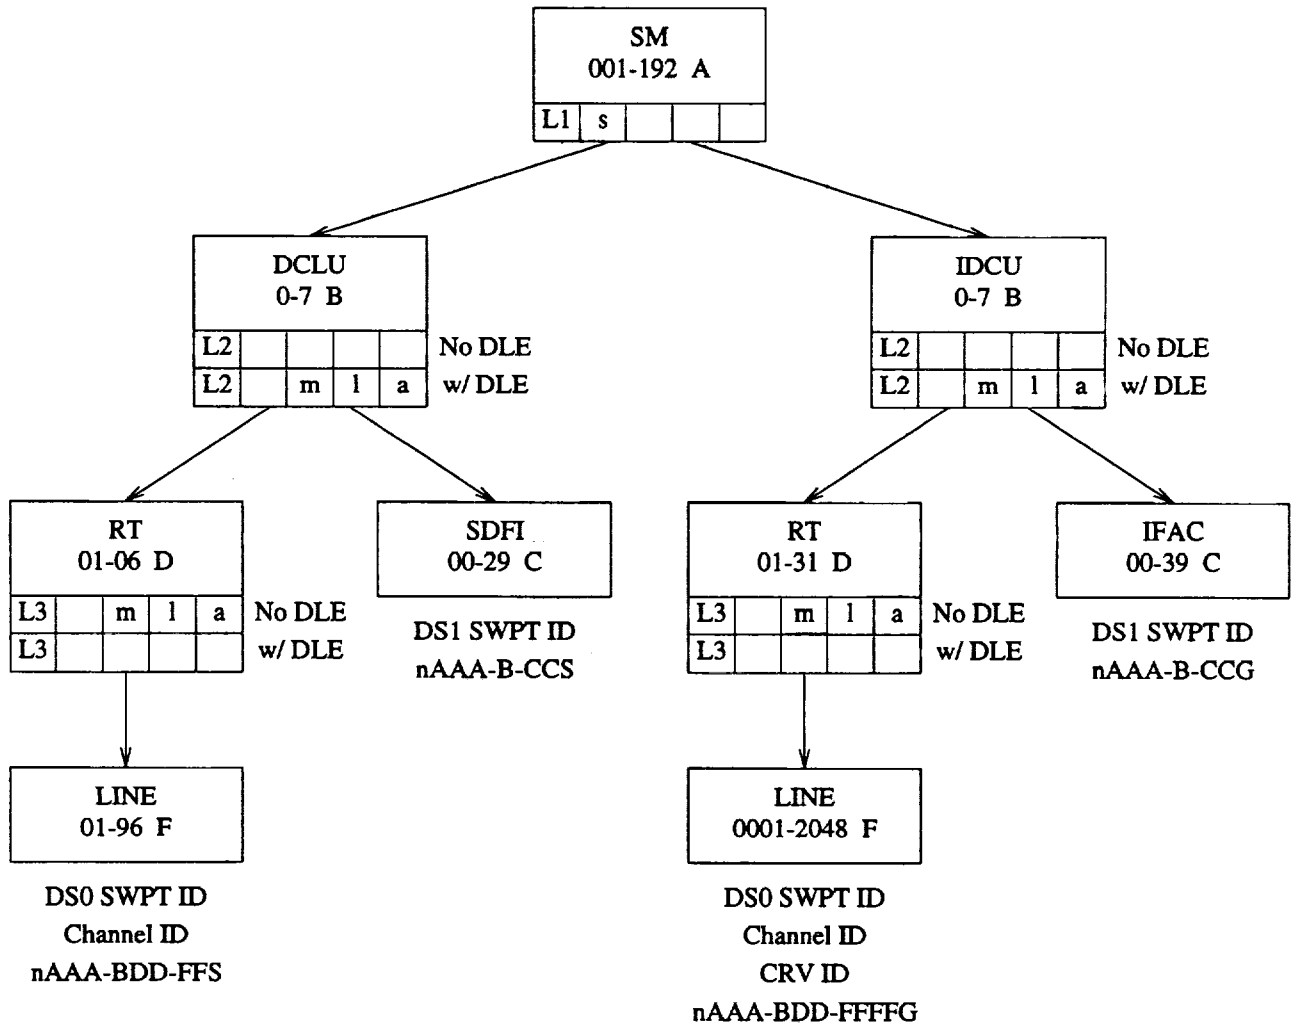 SM
001-192 A
L1 s
DCLU
0-7 B
L2 No DLE
L2 m l a w/ DLE
IDCU
0-7 B
L2 No DLE
L2 m l a w/ DLE
RT
01-06 D
L3 m l a No DLE
L3 w/ DLE
SDFI
00-29 C
DS1 SWPT ID
nAAA-B-CCS
RT
01-31 D
L3 m l a No DLE
L3 w/ DLE
IFAC
00-39 C
DS1 SWPT ID
nAAA-B-CCG
LINE
01-96 F
DS0 SWPT ID
Channel ID
nAAA-BDD-FFS
LINE
0001-2048 F
DS0 SWPT ID
Channel ID
CRV ID
nAAA-BDD-FFFFG